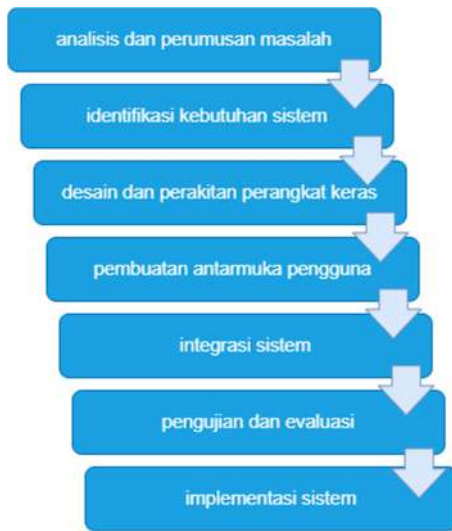 analisis dan perumusan masalah
identifikasi kebutuhan sistem
desain dan perakitan perangkat keras
pembuatan antarmuka pengguna
integrasi sistem
pengujian dan evaluasi
implementasi sistem